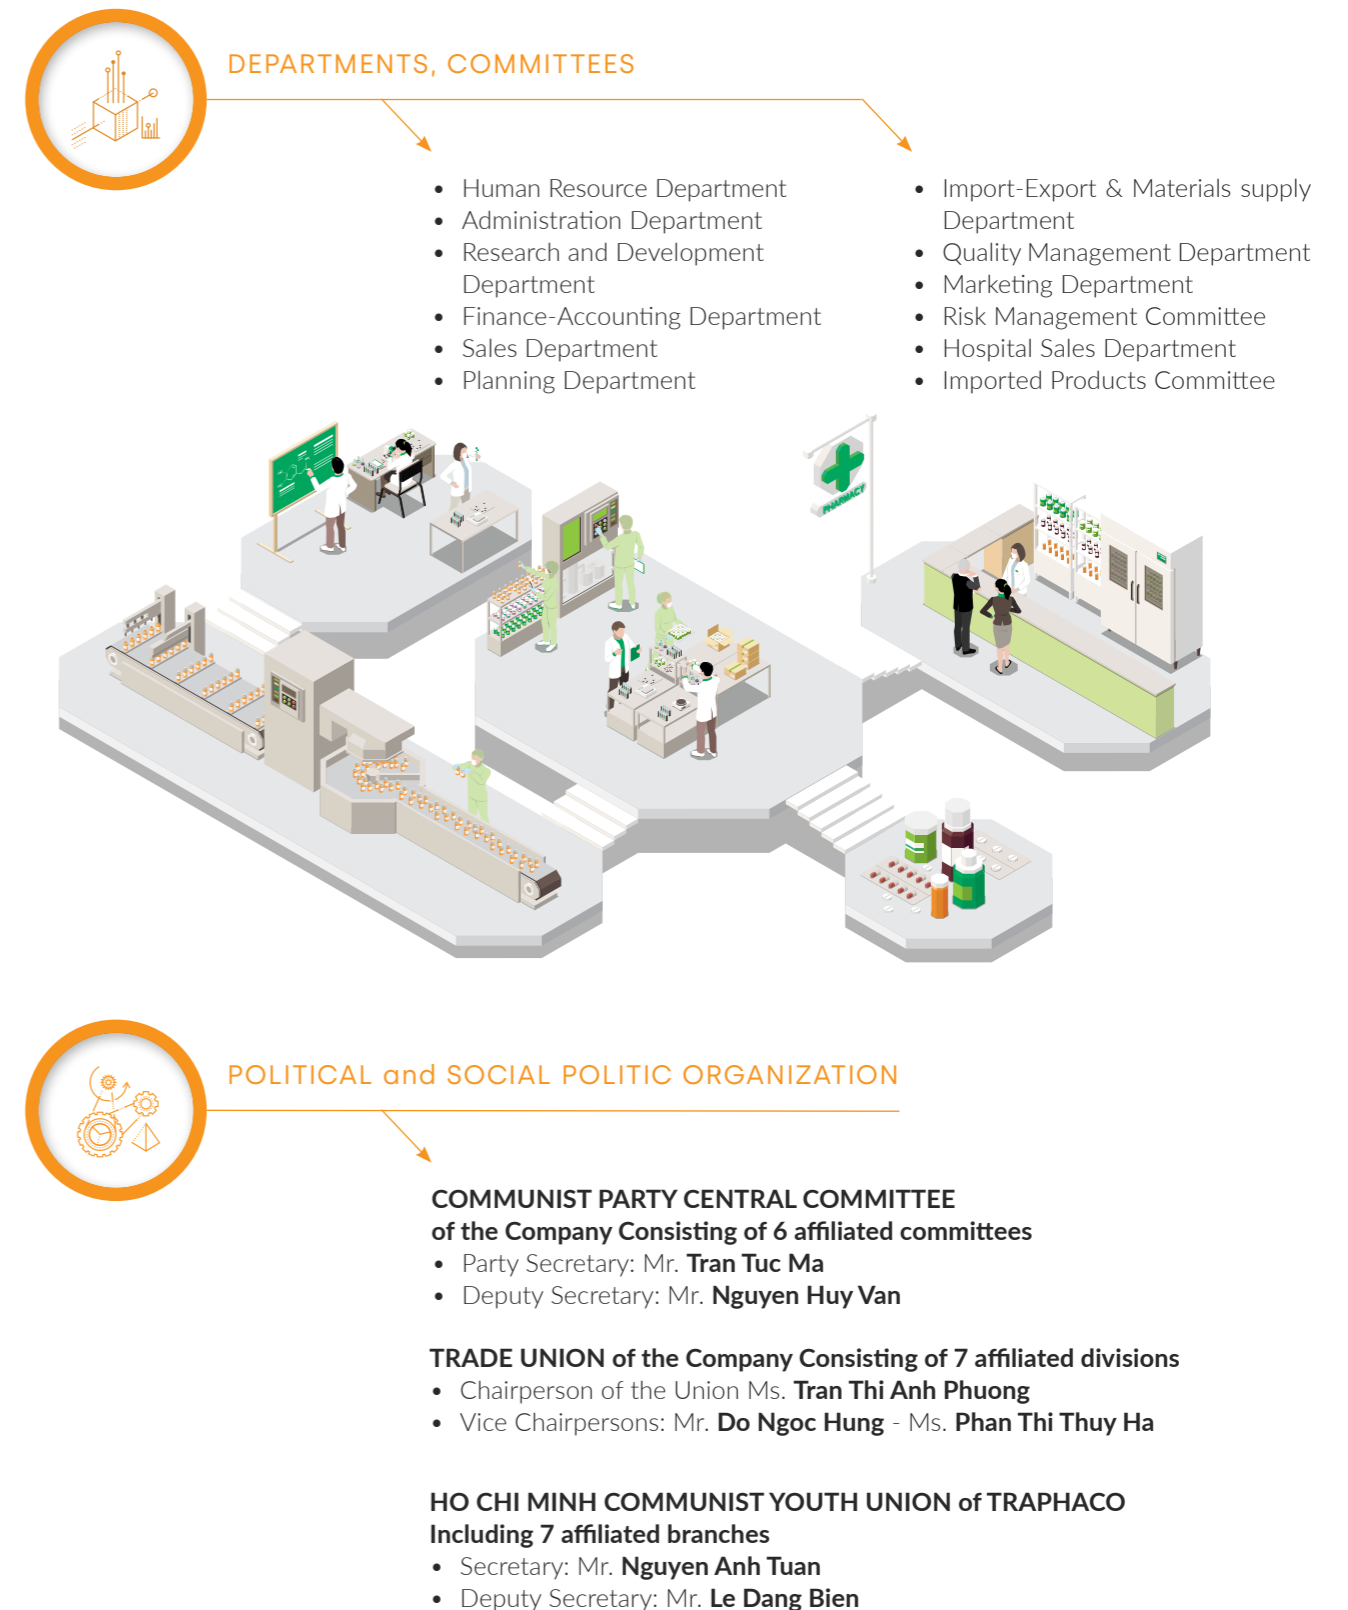 DEPARTMENTS, COMMITTEES
• Human Resource Department
• Administration Department
• Research and Development
Department
• Finance-Accounting Department
• Sales Department
• Planning Department
• Import-Export & Materials supply
Department
• Quality Management Department
• Marketing Department
• Risk Management Committee
• Hospital Sales Department
• Imported Products Committee
PHARMACY
POLITICAL and SOCIAL POLITIC ORGANIZATION
COMMUNIST PARTY CENTRAL COMMITTEE
of the Company Consisting of 6 affiliated committees
• Party Secretary: Mr. Tran Tuc Ma
• Deputy Secretary: Mr. Nguyen Huy Van
TRADE UNION of the Company Consisting of 7 affiliated divisions
• Chairperson of the Union Ms. Tran Thi Anh Phuong
• Vice Chairpersons: Mr. Do Ngoc Hung - Ms. Phan Thi Thuy Ha
HO CHI MINH COMMUNIST YOUTH UNION of TRAPHACO
Including 7 affiliated branches
• Secretary: Mr. Nguyen Anh Tuan
• Deputy Secretary: Mr. Le Dang Bien